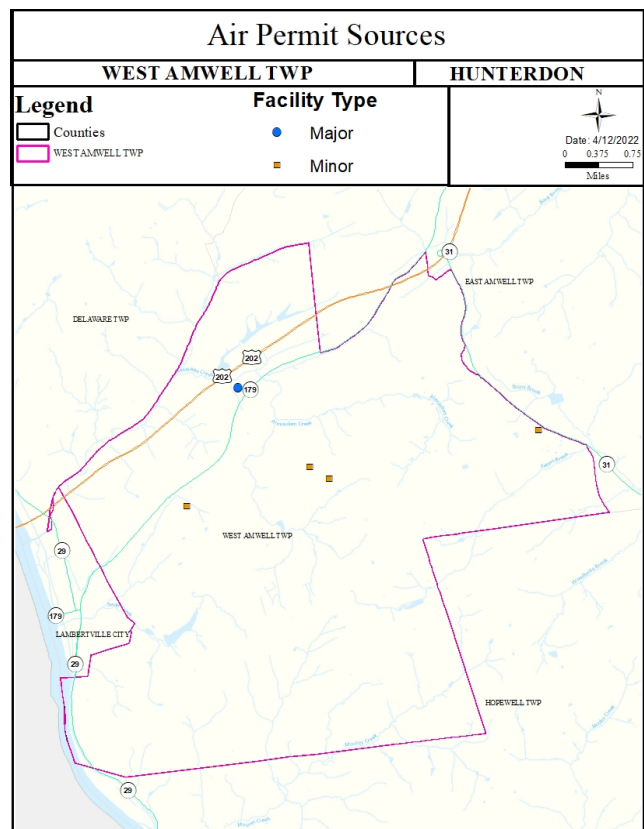 Air Permit Sources
WEST AMWELL TWP
HUNTERDON
Legend
Counties
WEST AMWELL TWP
Facility Type
Major
Minor
N
Date: 4/12/2022
0 0.375 0.75
Miles
31
EAST AMWELL TWP
DELAWARE TWP
202
202
179
31
WEST AMWELL TWP
29
179
LAMBERTVILLE CITY
29
HOPEWELL TWP
29